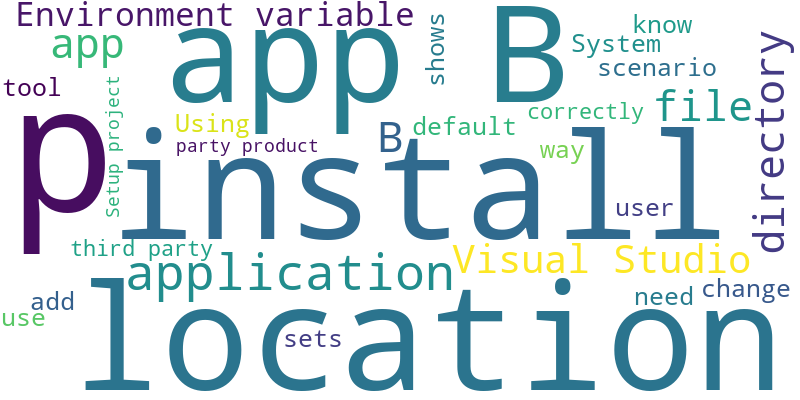 Environment variable
app B
shows
know
System
scenario
directory
app
tool
p
Setup project
Using
party product
B
default
correctly
file
way
install
user
third party
application
Visual Studio
add
use
location
sets
need
change